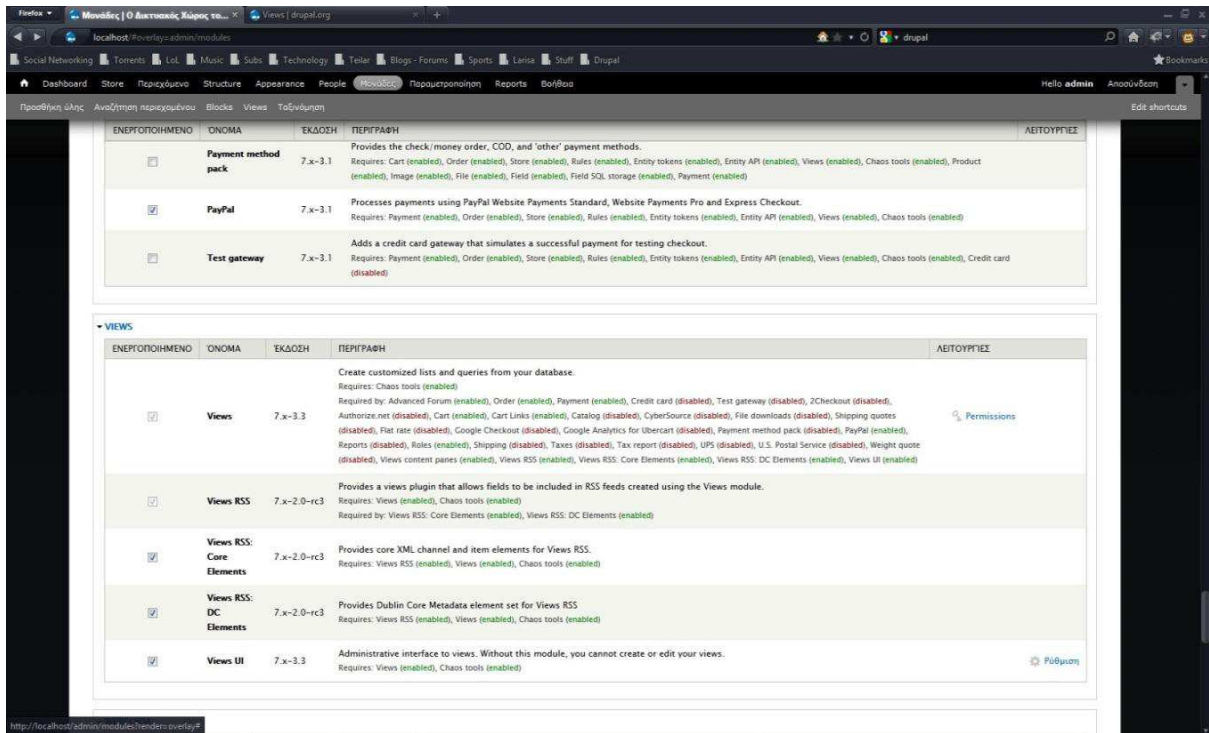 Firefox
Μονάδες | Ο Δικτυακός Χώρος το... ×
Views | drupal.org ×
localhost/#overlay=admin/modules
drupal
Social Networking Torrents LoL Music Subs Technology Teilar Blogs - Forums Sports Larisa Stuff Drupal Bookmarks
Dashboard Store Περιεχόμενο Structure Appearance People Μονάδες Παραμετροποίηση Reports Βοήθεια Hello admin Αποσύνδεση
Προσθήκη ύλης Αναζήτηση περιεχομένου Blocks Views Ταξινόμηση Edit shortcuts
ΕΝΕΡΓΟΠΟΙΗΜΈΝΟ ΌΝΟΜΑ ΈΚΔΟΣΗ ΠΕΡΙΓΡΑΦΉ ΛΕΙΤΟΥΡΓΊΕΣ
Payment method pack 7.x-3.1
Provides the check/money order, COD, and 'other' payment methods.
Requires: Cart (enabled), Order (enabled), Store (enabled), Rules (enabled), Entity tokens (enabled), Entity API (enabled), Views (enabled), Chaos tools (enabled), Product
(enabled), Image (enabled), File (enabled), Field (enabled), Field SQL storage (enabled), Payment (enabled)
PayPal 7.x-3.1
Processes payments using PayPal Website Payments Standard, Website Payments Pro and Express Checkout.
Requires: Payment (enabled), Order (enabled), Store (enabled), Rules (enabled), Entity tokens (enabled), Entity API (enabled), Views (enabled), Chaos tools (enabled)
Test gateway 7.x-3.1
Adds a credit card gateway that simulates a successful payment for testing checkout.
Requires: Payment (enabled), Order (enabled), Store (enabled), Rules (enabled), Entity tokens (enabled), Entity API (enabled), Views (enabled), Chaos tools (enabled), Credit card
(disabled)
VIEWS
ΕΝΕΡΓΟΠΟΙΗΜΈΝΟ ΌΝΟΜΑ ΈΚΔΟΣΗ ΠΕΡΙΓΡΑΦΉ ΛΕΙΤΟΥΡΓΊΕΣ
Views 7.x-3.3
Create customized lists and queries from your database.
Requires: Chaos tools (enabled)
Required by: Advanced Forum (enabled), Order (enabled), Payment (enabled), Credit card (disabled), Test gateway (disabled), 2Checkout (disabled),
Authorize.net (disabled), Cart (enabled), Cart Links (enabled), Catalog (disabled), CyberSource (disabled), File downloads (disabled), Shipping quotes
(disabled), Flat rate (disabled), Google Checkout (disabled), Google Analytics for Ubercart (disabled), Payment method pack (disabled), PayPal (enabled),
Reports (disabled), Roles (enabled), Shipping (disabled), Taxes (disabled), Tax report (disabled), UPS (disabled), U.S. Postal Service (disabled), Weight quote
(disabled), Views content panes (enabled), Views RSS (enabled), Views RSS: Core Elements (enabled), Views RSS: DC Elements (enabled), Views UI (enabled)
Permissions
Views RSS 7.x-2.0-rc3
Provides a views plugin that allows fields to be included in RSS feeds created using the Views module.
Requires: Views (enabled), Chaos tools (enabled)
Required by: Views RSS: Core Elements (enabled), Views RSS: DC Elements (enabled)
Views RSS:
Core
Elements
7.x-2.0-rc3
Provides core XML channel and item elements for Views RSS.
Requires: Views RSS (enabled), Views (enabled), Chaos tools (enabled)
Views RSS:
DC
Elements
7.x-2.0-rc3
Provides Dublin Core Metadata element set for Views RSS
Requires: Views RSS (enabled), Views (enabled), Chaos tools (enabled)
Views UI 7.x-3.3
Administrative interface to views. Without this module, you cannot create or edit your views.
Requires: Views (enabled), Chaos tools (enabled)
Ρύθμιση
http://localhost/admin/modules?render=overlay#